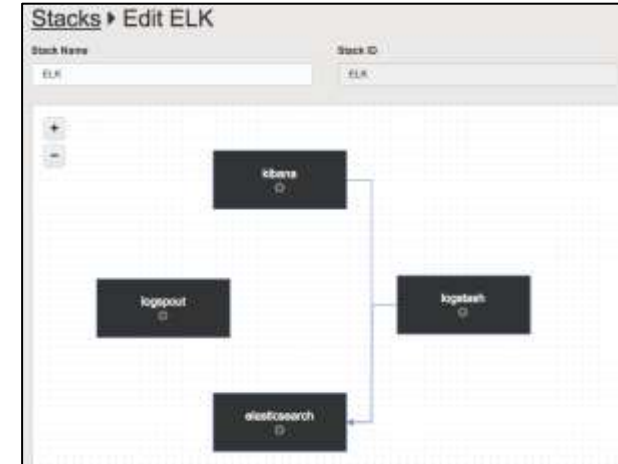 Stacks ▸ Edit ELK
Stack Name
Stack ID
ELK
ELK
+
−
kibana
logspout
logstash
elasticsearch